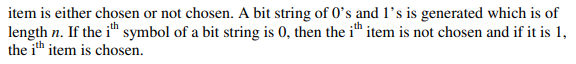 item is either chosen or not chosen. A bit string of 0’s and 1’s is generated which is of
length n. If the iᵗʰ symbol of a bit string is 0, then the iᵗʰ item is not chosen and if it is 1,
the iᵗʰ item is chosen.